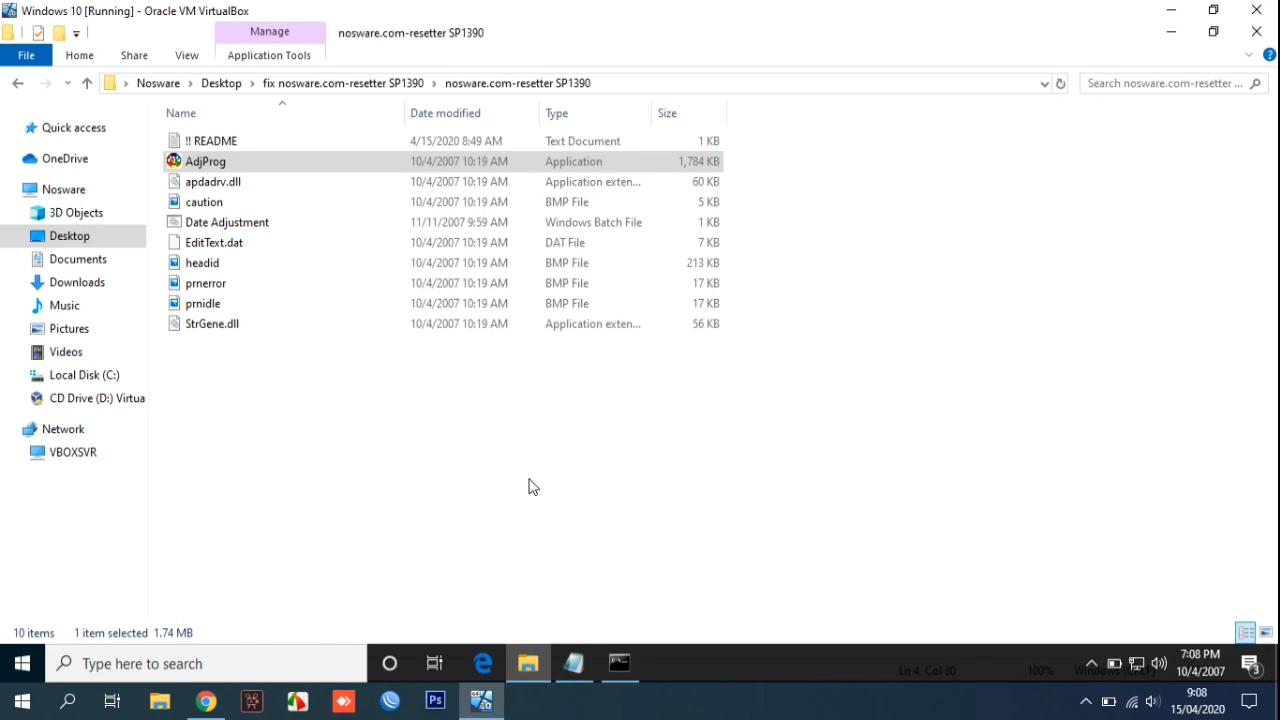 Windows 10 [Running] - Oracle VM VirtualBox
Manage
nosware.com-resetter SP1390
File Home Share View Application Tools
Nosware Desktop fix nosware.com-resetter SP1390 nosware.com-resetter SP1390
Search nosware.com-resetter ...
Name Date modified Type Size
Quick access
OneDrive
Nosware
3D Objects
Desktop
Documents
Downloads
Music
Pictures
Videos
Local Disk (C:)
CD Drive (D:) Virtua
Network
VBOXSVR
!! README 4/15/2020 8:49 AM Text Document 1 KB
AdjProg 10/4/2007 10:19 AM Application 1,784 KB
apdadrv.dll 10/4/2007 10:19 AM Application exten... 60 KB
caution 10/4/2007 10:19 AM BMP File 5 KB
Date Adjustment 11/11/2007 9:59 AM Windows Batch File 1 KB
EditText.dat 10/4/2007 10:19 AM DAT File 7 KB
headid 10/4/2007 10:19 AM BMP File 213 KB
prnerror 10/4/2007 10:19 AM BMP File 17 KB
prnidle 10/4/2007 10:19 AM BMP File 17 KB
StrGene.dll 10/4/2007 10:19 AM Application exten... 56 KB
10 items 1 item selected 1.74 MB
Type here to search
Ln 4, Col 30 100% Windows (CRLF)
7:08 PM
10/4/2007
3
Ps
9:08
15/04/2020